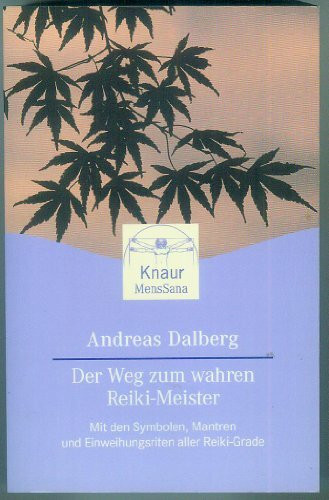 Knaur
MensSana
Andreas Dalberg
Der Weg zum wahren
Reiki-Meister
Mit den Symbolen, Mantren
und Einweihungsriten aller Reiki-Grade